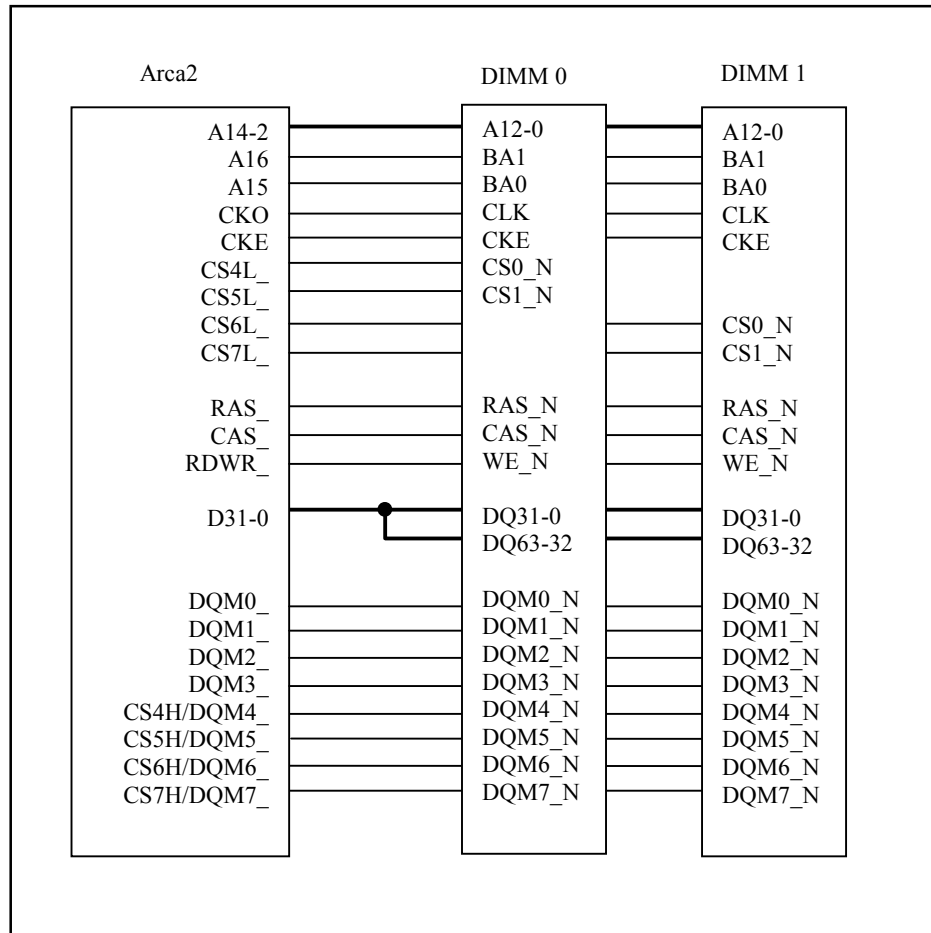 Arca2 DIMM 0 DIMM 1
A14-2 A12-0 A12-0
A16 BA1 BA1
A15 BA0 BA0
CKO CLK CLK
CKE CKE CKE
CS4L_ CS0_N
CS5L_ CS1_N
CS6L_ CS0_N
CS7L_ CS1_N
RAS_ RAS_N RAS_N
CAS_ CAS_N CAS_N
RDWR_ WE_N WE_N
D31-0 DQ31-0 DQ31-0
DQ63-32 DQ63-32
DQM0_ DQM0_N DQM0_N
DQM1_ DQM1_N DQM1_N
DQM2_ DQM2_N DQM2_N
DQM3_ DQM3_N DQM3_N
CS4H/DQM4_ DQM4_N DQM4_N
CS5H/DQM5_ DQM5_N DQM5_N
CS6H/DQM6_ DQM6_N DQM6_N
CS7H/DQM7_ DQM7_N DQM7_N